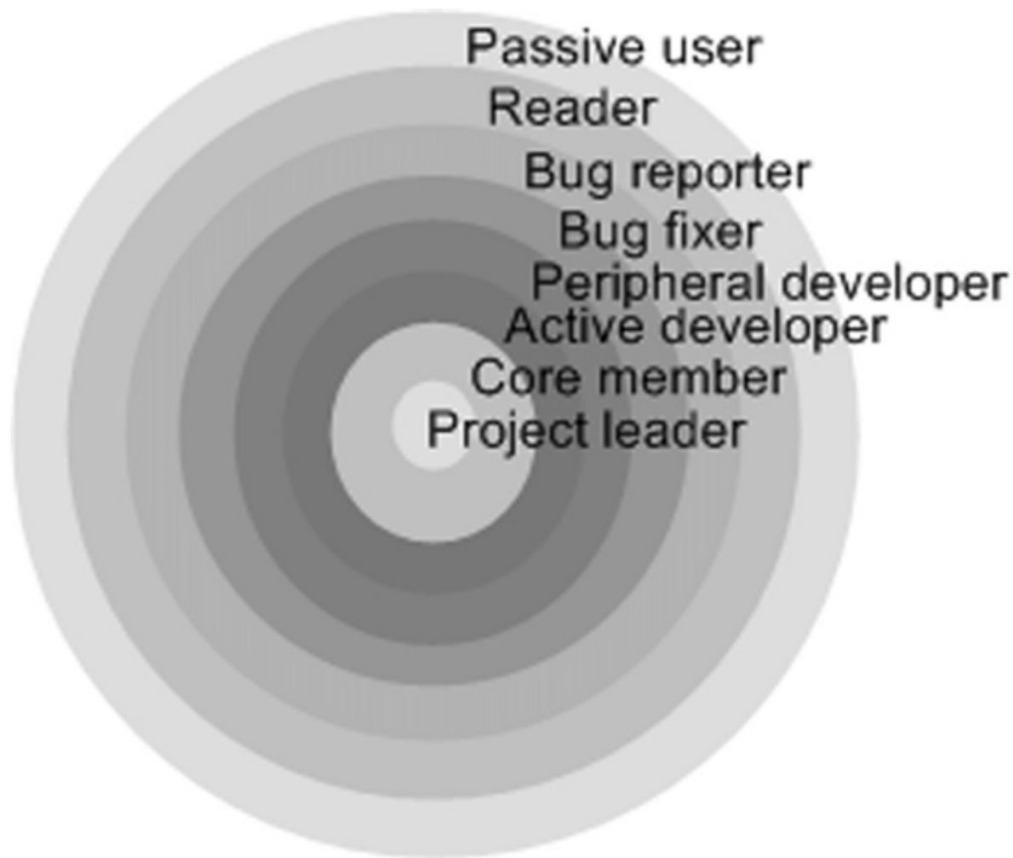 Passive user
Reader
Bug reporter
Bug fixer
Peripheral developer
Active developer
Core member
Project leader